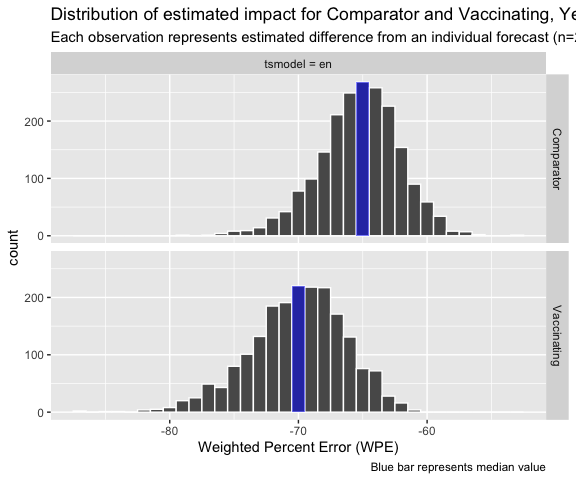 Distribution of estimated impact for Comparator and Vaccinating, Ye
Each observation represents estimated difference from an individual forecast (n=2
tsmodel = en
Comparator
200
100
0
Vaccinating
200
100
0
count
-80
-70
-60
Weighted Percent Error (WPE)
Blue bar represents median value